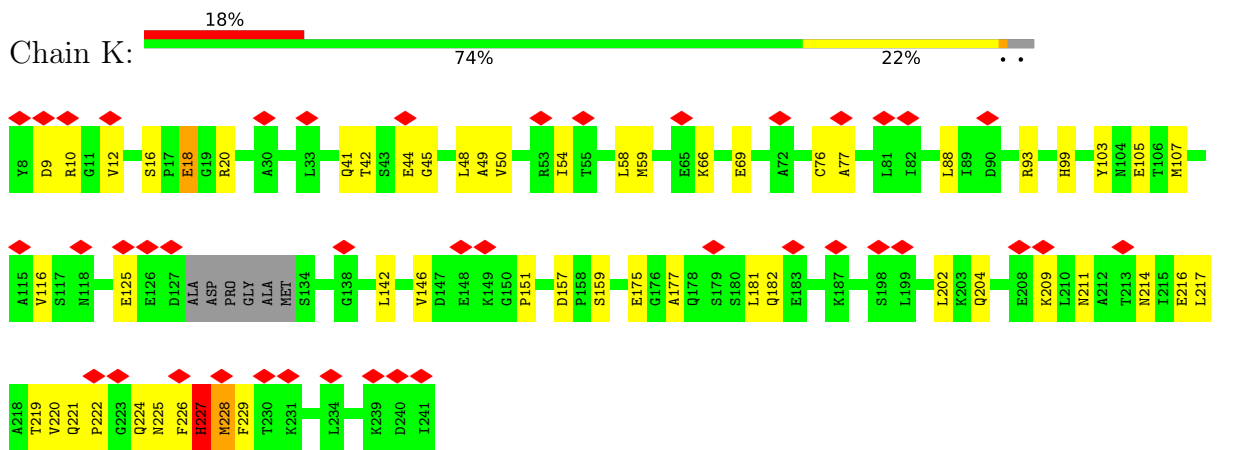 18%
Chain K:
74% 22% • •
Y8 D9 R10 G11 V12 S16 P17 E18 G19 R20 A30 L33 Q41 T42 S43 E44 G45 L48 A49 V50 R53 I54 T55 L58 M59 E65 K66 E69 A72 C76 A77 L81 I82 L88 I89 D90 R93 H99 Y103 N104 E105 T106 M107
A115 V116 S117 N118 E125 E126 D127 ALA ASP PRO GLY ALA MET S134 G138 L142 V146 D147 E148 K149 G150 P151 D157 P158 S159 E175 G176 A177 Q178 S179 S180 L181 Q182 E183 K187 S198 L199 L202 K203 Q204 E208 K209 L210 N211 A212 T213 N214 I215 E216 L217
A218 T219 V220 Q221 P222 G223 Q224 N225 F226 H227 M228 F229 T230 K231 L234 K239 D240 I241